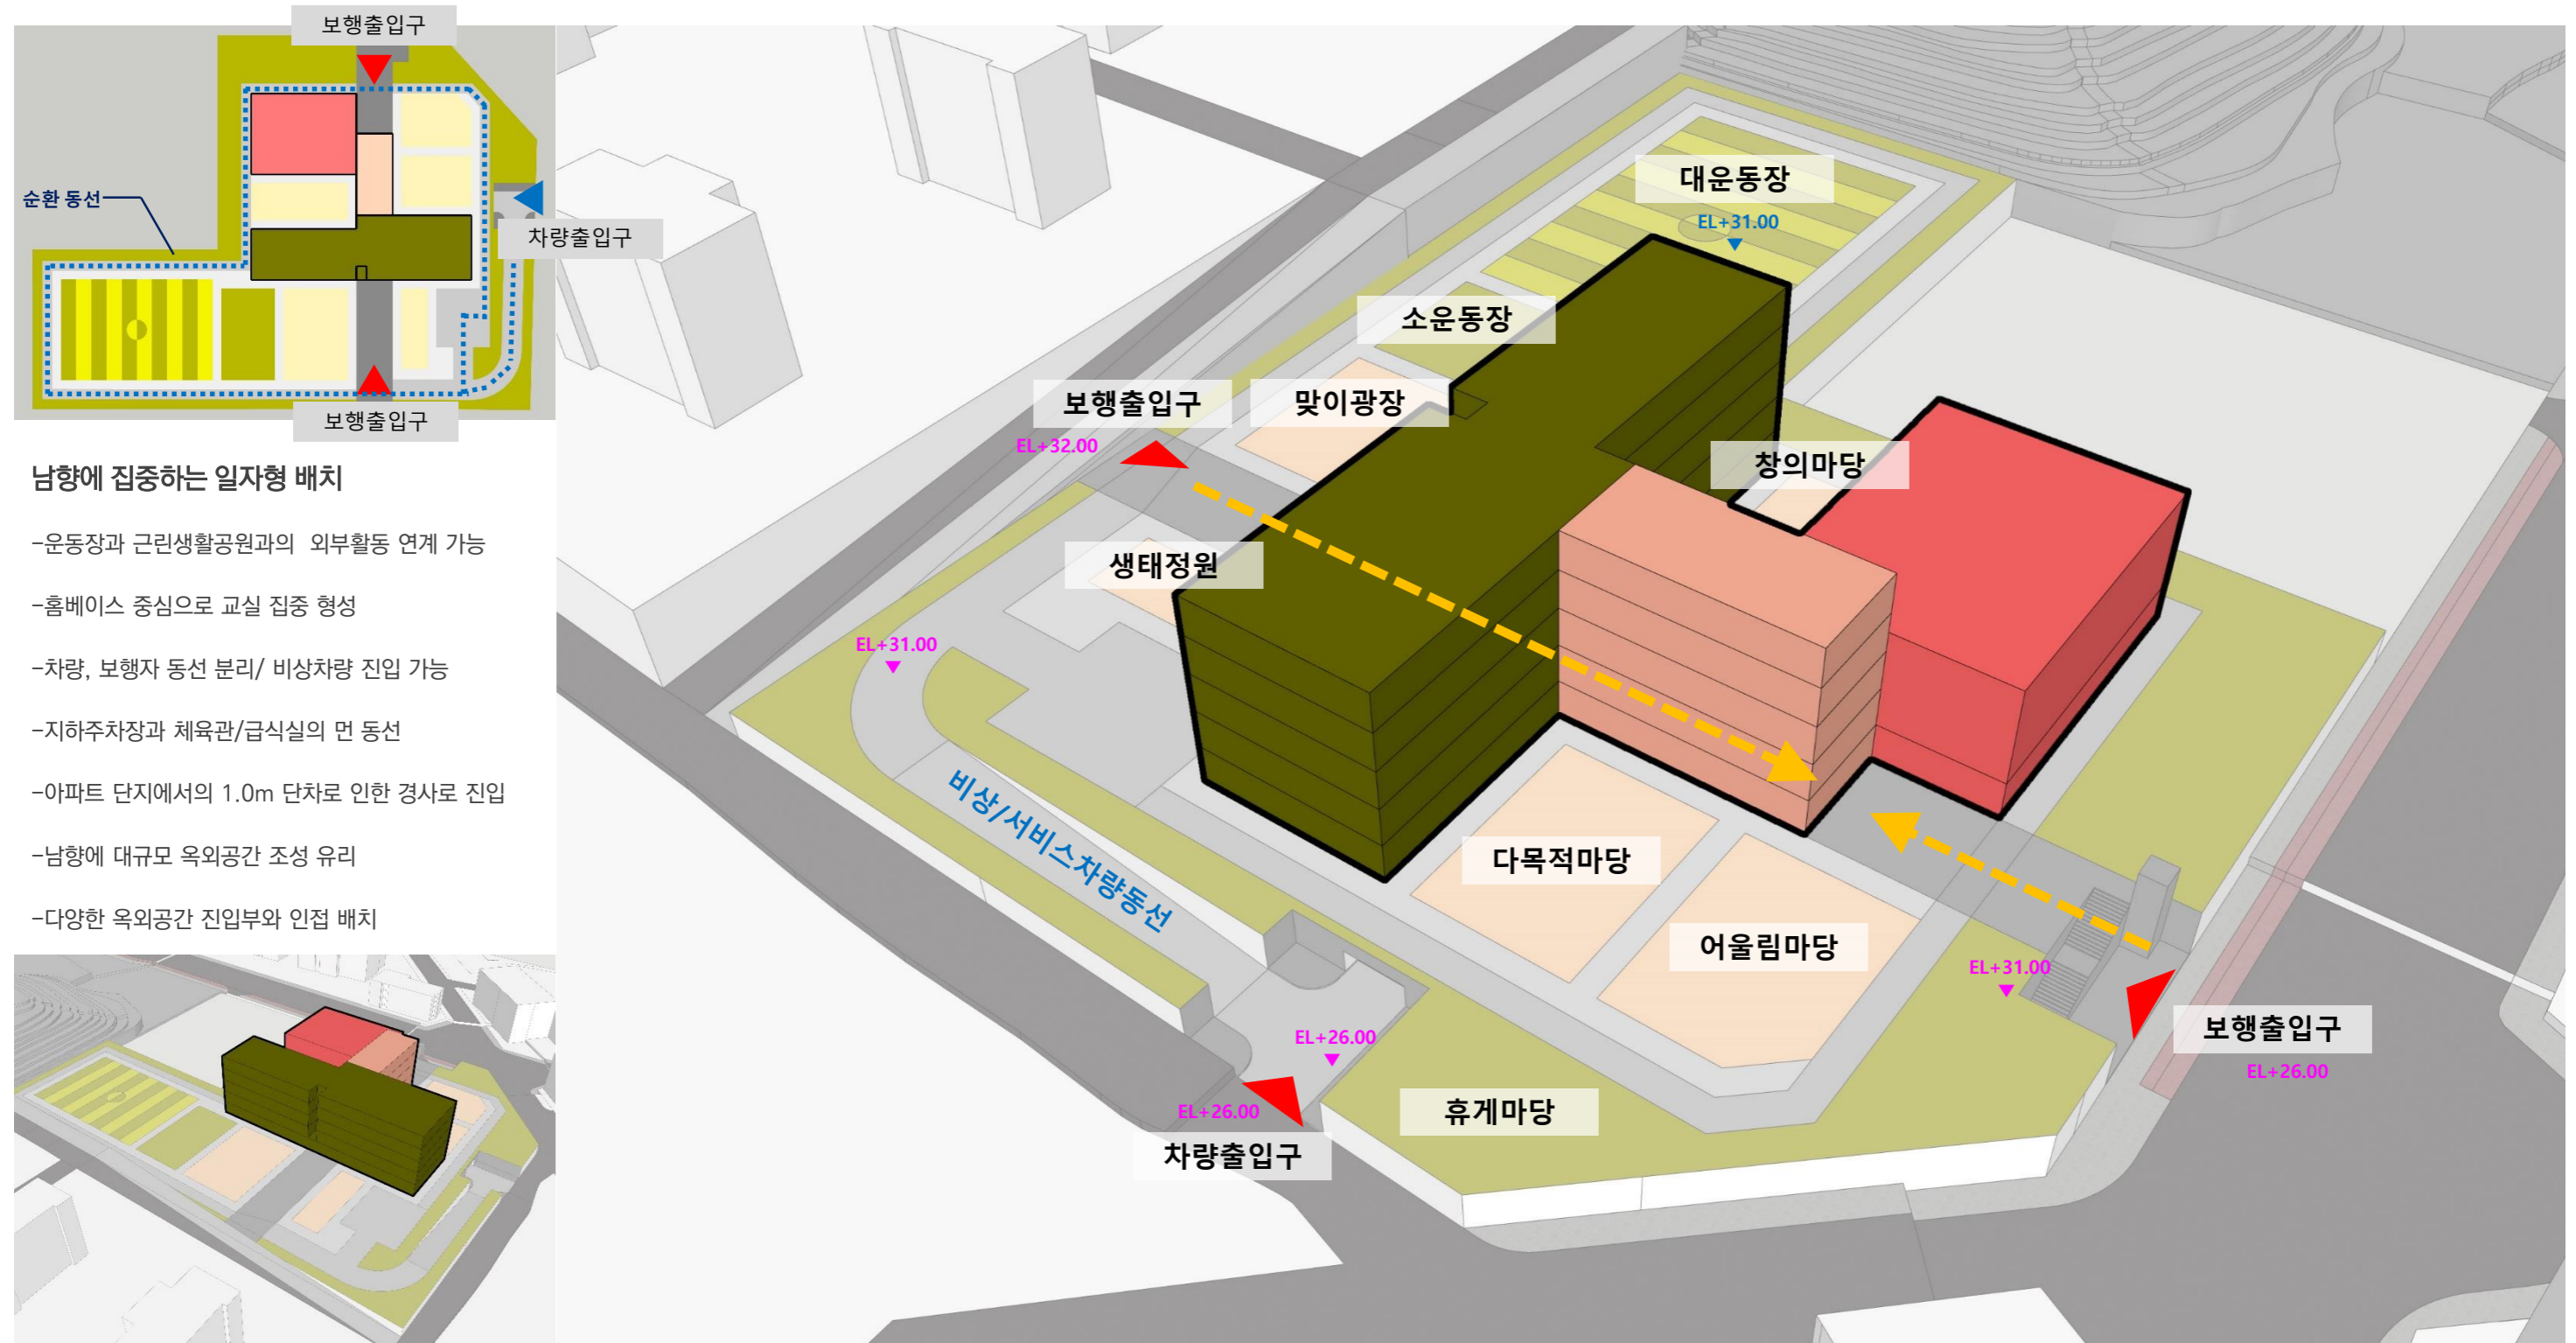 보행출입구
순환 동선
차량출입구
보행출입구
남향에 집중하는 일자형 배치
-운동장과 근린생활공원과의 외부활동 연계 가능
-홈베이스 중심으로 교실 집중 형성
-차량, 보행자 동선 분리/ 비상차량 진입 가능
-지하주차장과 체육관/급식실의 먼 동선
-아파트 단지에서의 1.0m 단차로 인한 경사로 진입
-남향에 대규모 옥외공간 조성 유리
-다양한 옥외공간 진입부와 인접 배치
대운동장
EL+31.00
소운동장
보행출입구
EL+32.00
맞이광장
창의마당
생태정원
EL+31.00
비상/서비스차량동선
다목적마당
어울림마당
EL+31.00
보행출입구
EL+26.00
EL+26.00
EL+26.00
차량출입구
휴게마당